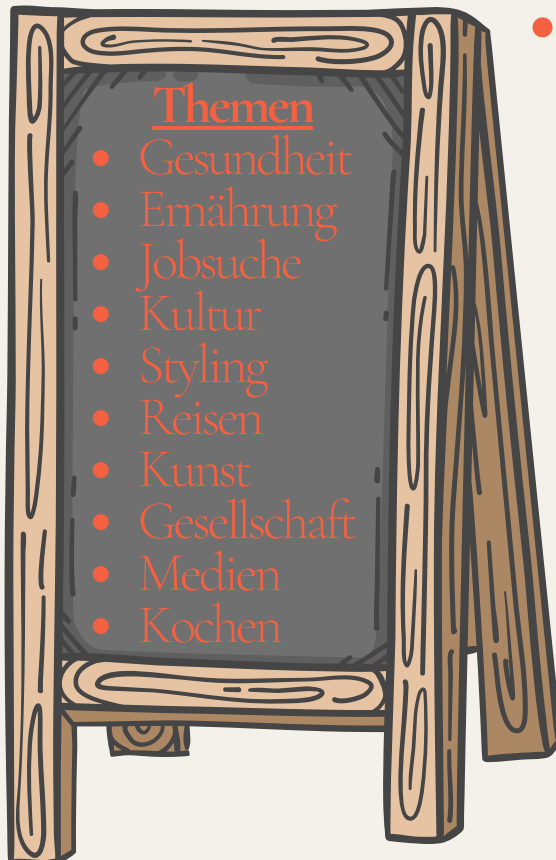 Themen
• Gesundheit
• Ernährung
• Jobsuche
• Kultur
• Styling
• Reisen
• Kunst
• Gesellschaft
• Medien
• Kochen